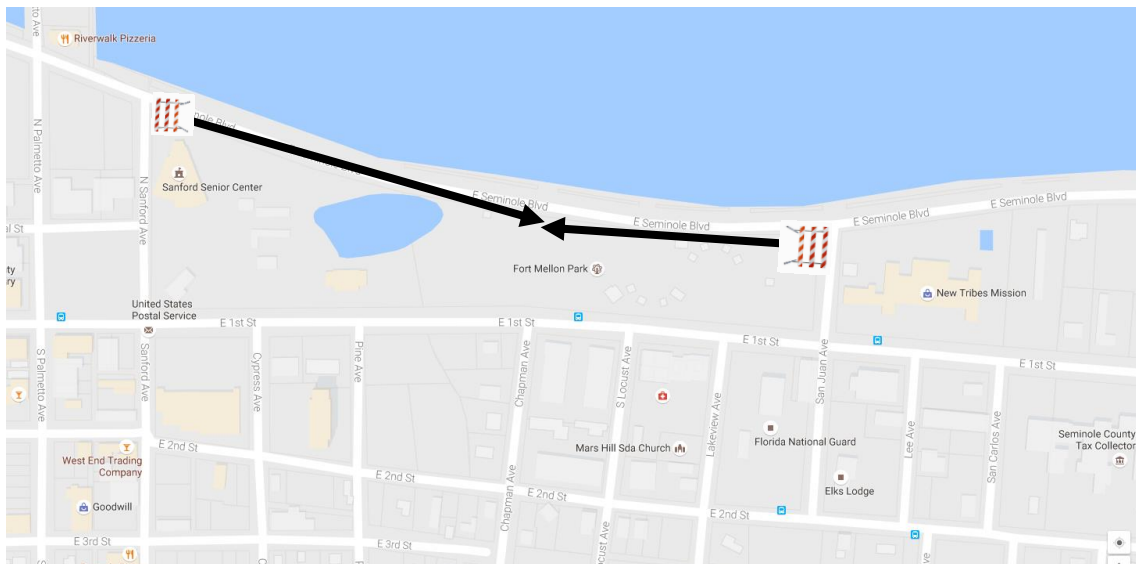 Riverwalk Pizzeria
N Palmetto Ave
N Sanford Ave
Seminole Blvd
Sanford Senior Center
E Seminole Blvd
E Seminole Blvd
E Seminole Blvd
E Seminole Blvd
Fort Mellon Park
New Tribes Mission
United States
Postal Service
E 1st St
E 1st St
E 1st St
E 1st St
S Palmetto Ave
Sanford Ave
Cypress Ave
Pine Ave
Chapman Ave
S Locust Ave
Lakeview Ave
San Juan Ave
Lee Ave
San Carlos Ave
Mars Hill Sda Church
Florida National Guard
Seminole County
Tax Collector
West End Trading
Company
E 2nd St
E 2nd St
E 2nd St
E 2nd St
Elks Lodge
Goodwill
Chapman Ave
E 3rd St
E 3rd St